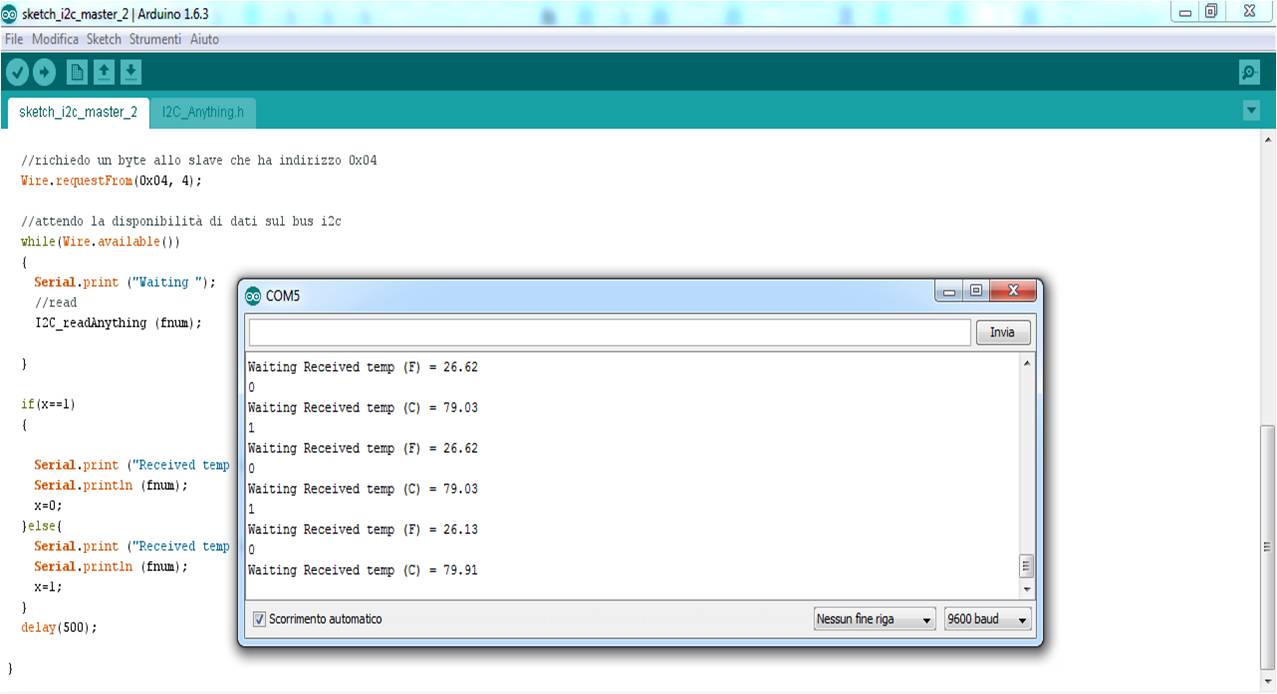 sketch_i2c_master_2 | Arduino 1.6.3
File Modifica Sketch Strumenti Aiuto
sketch_i2c_master_2 I2C_Anything.h
//richiedo un byte allo slave che ha indirizzo 0x04
Wire.requestFrom(0x04, 4);
//attendo la disponibilità di dati sul bus i2c
while(Wire.available())
{
Serial.print ("Waiting ");
//read
I2C_readAnything (fnum);
}
if(x==1)
{
Serial.print ("Received temp
Serial.println (fnum);
x=0;
}else{
Serial.print ("Received temp
Serial.println (fnum);
x=1;
}
delay(500);
}
COM5
Invia
Waiting Received temp (F) = 26.62
0
Waiting Received temp (C) = 79.03
1
Waiting Received temp (F) = 26.62
0
Waiting Received temp (C) = 79.03
1
Waiting Received temp (F) = 26.13
0
Waiting Received temp (C) = 79.91
Scorrimento automatico
Nessun fine riga
9600 baud